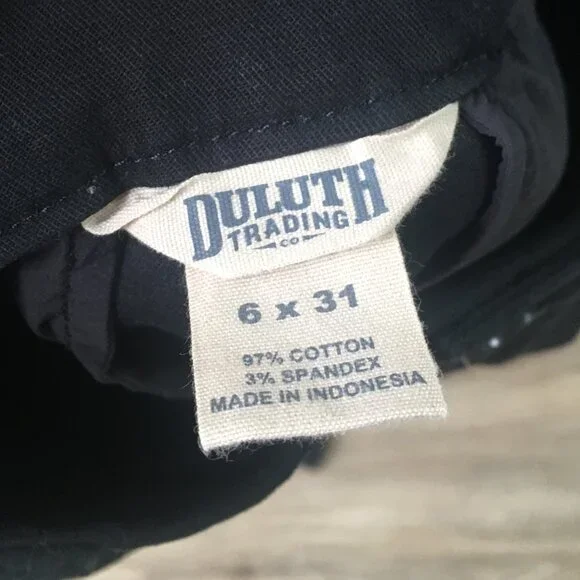 DULUTH
TRADING
CO
6 x 31
97% COTTON
3% SPANDEX
MADE IN INDONESIA